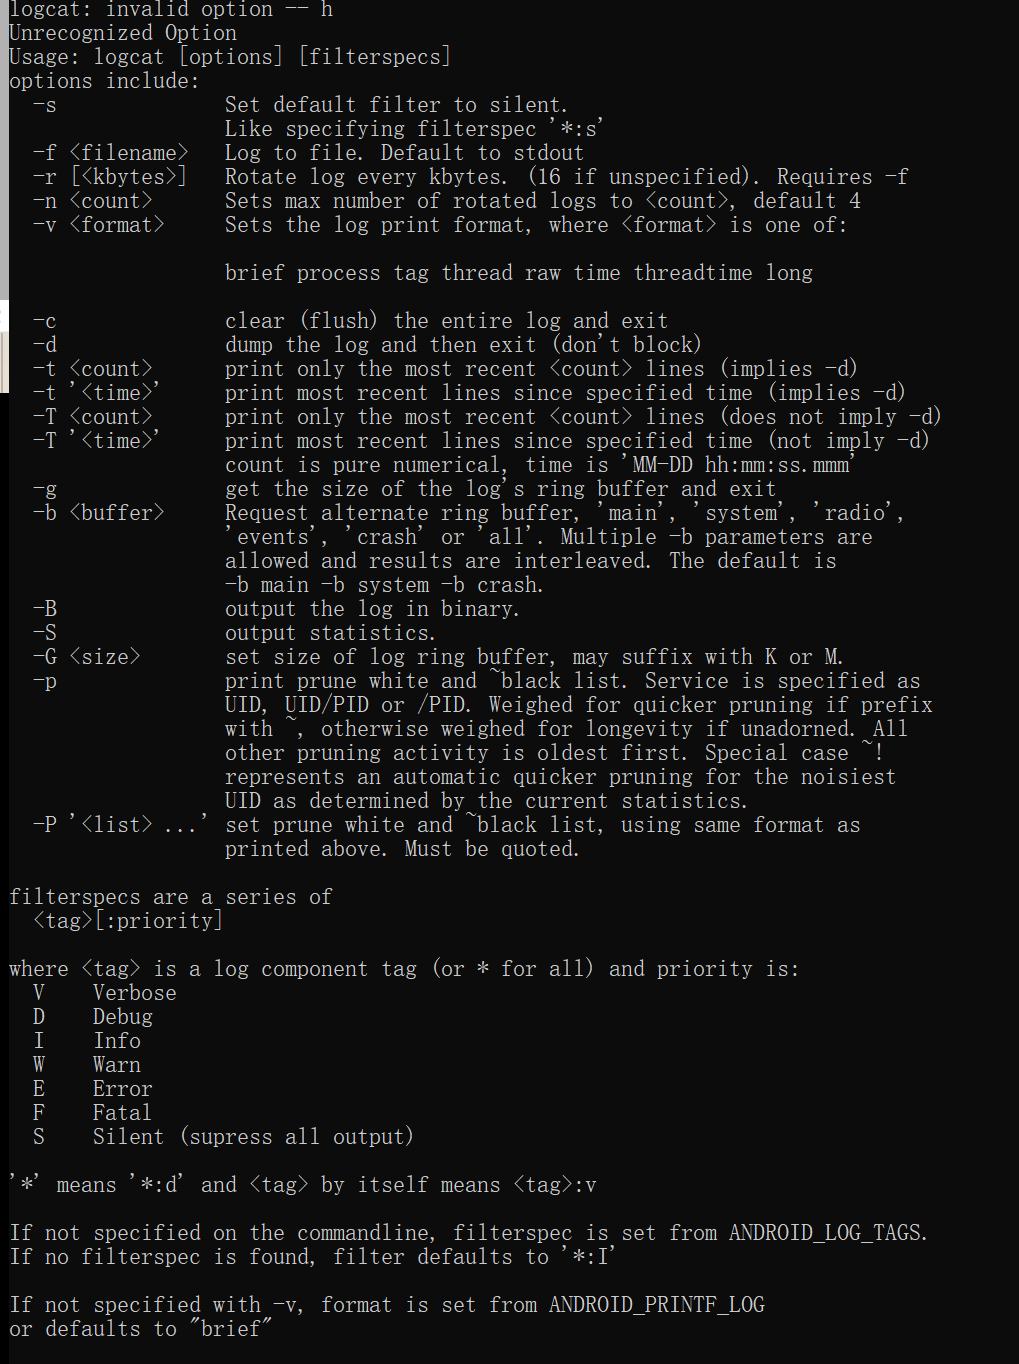 logcat: invalid option -- h
Unrecognized Option
Usage: logcat [options] [filterspecs]
options include:
  -s              Set default filter to silent.
                  Like specifying filterspec '*:s'
  -f <filename>   Log to file. Default to stdout
  -r [<kbytes>]   Rotate log every kbytes. (16 if unspecified). Requires -f
  -n <count>      Sets max number of rotated logs to <count>, default 4
  -v <format>     Sets the log print format, where <format> is one of:

                  brief process tag thread raw time threadtime long

  -c              clear (flush) the entire log and exit
  -d              dump the log and then exit (don't block)
  -t <count>      print only the most recent <count> lines (implies -d)
  -t '<time>'     print most recent lines since specified time (implies -d)
  -T <count>      print only the most recent <count> lines (does not imply -d)
  -T '<time>'     print most recent lines since specified time (not imply -d)
                  count is pure numerical, time is 'MM-DD hh:mm:ss.mmm'
  -g              get the size of the log's ring buffer and exit
  -b <buffer>     Request alternate ring buffer, 'main', 'system', 'radio',
                  'events', 'crash' or 'all'. Multiple -b parameters are
                  allowed and results are interleaved. The default is
                  -b main -b system -b crash.
  -B              output the log in binary.
  -S              output statistics.
  -G <size>       set size of log ring buffer, may suffix with K or M.
  -p              print prune white and ~black list. Service is specified as
                  UID, UID/PID or /PID. Weighed for quicker pruning if prefix
                  with ~, otherwise weighed for longevity if unadorned. All
                  other pruning activity is oldest first. Special case ~!
                  represents an automatic quicker pruning for the noisiest
                  UID as determined by the current statistics.
  -P '<list> ...' set prune white and ~black list, using same format as
                  printed above. Must be quoted.

filterspecs are a series of
  <tag>[:priority]

where <tag> is a log component tag (or * for all) and priority is:
  V    Verbose
  D    Debug
  I    Info
  W    Warn
  E    Error
  F    Fatal
  S    Silent (supress all output)

'*' means '*:d' and <tag> by itself means <tag>:v

If not specified on the commandline, filterspec is set from ANDROID_LOG_TAGS.
If no filterspec is found, filter defaults to '*:I'

If not specified with -v, format is set from ANDROID_PRINTF_LOG
or defaults to "brief"